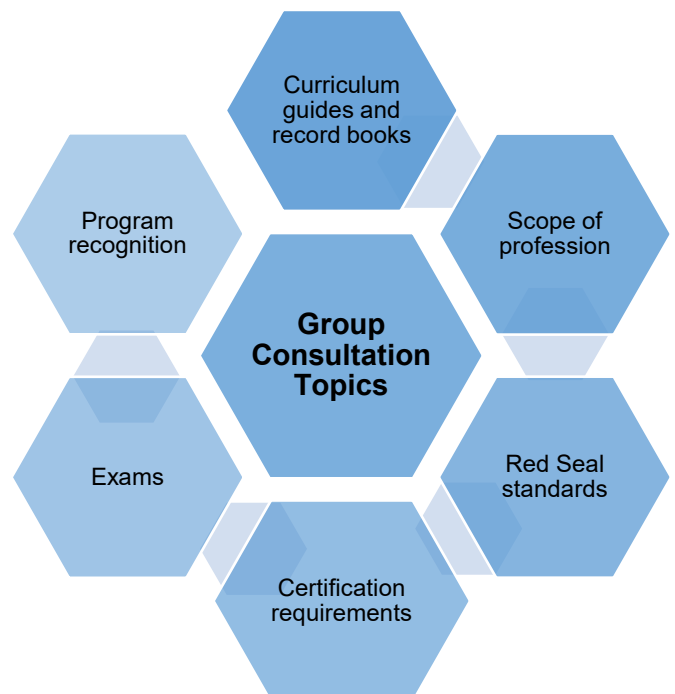 Curriculum
guides and
record books
Program
recognition
Scope of
profession
Group
Consultation
Topics
Exams
Red Seal
standards
Certification
requirements